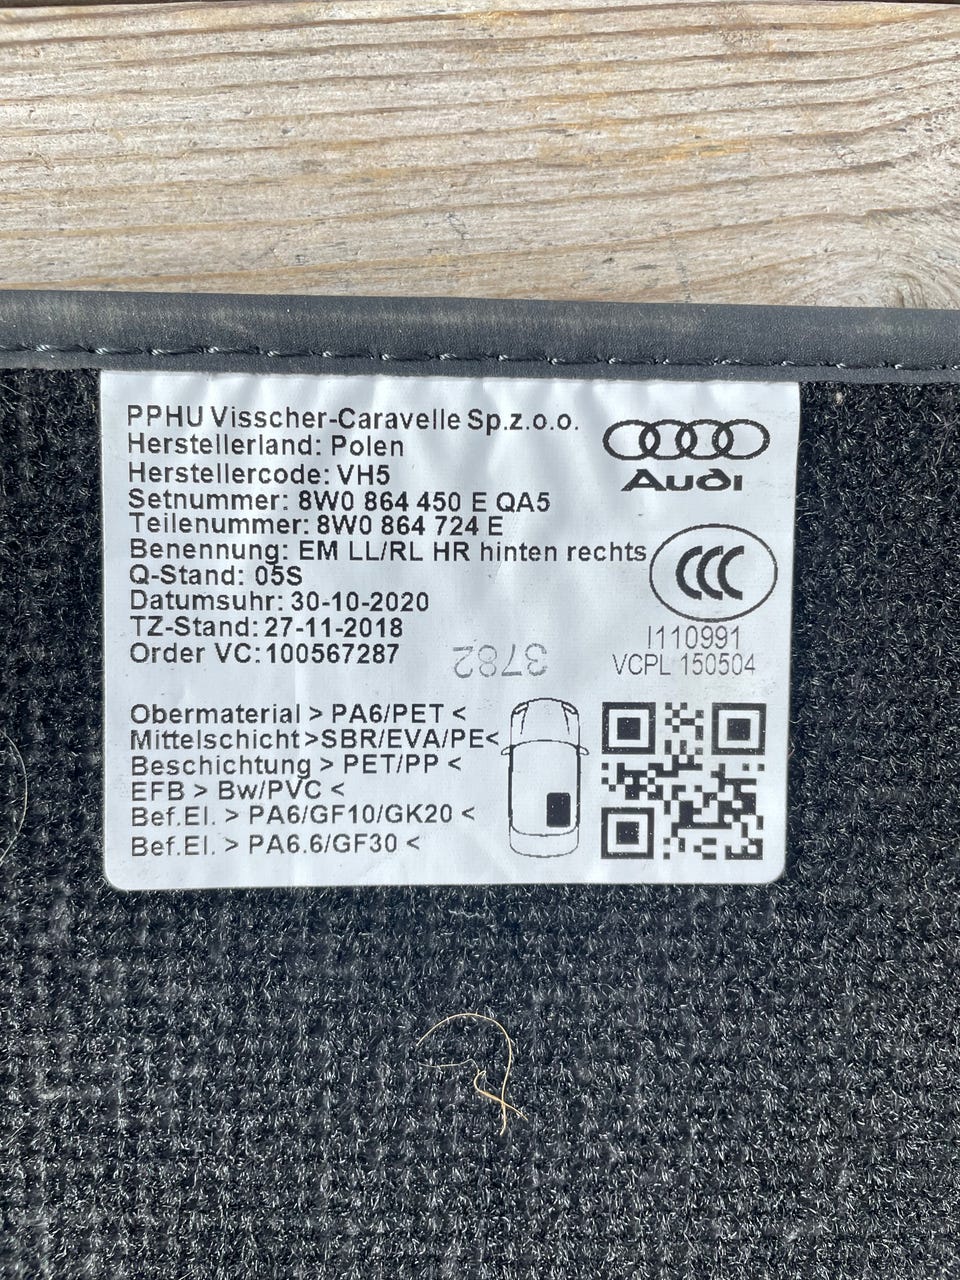 PPHU Visscher-Caravelle Sp.z.o.o.
Herstellerland: Polen
Herstellercode: VH5
Setnummer: 8W0 864 450 E QA5
Teilenummer: 8W0 864 724 E
Benennung: EM LL/RL HR hinten rechts
Q-Stand: 05S
Datumsuhr: 30-10-2020
TZ-Stand: 27-11-2018
Order VC: 100567287
3782
Audi
CCC
I110991
VCPL 150504
Obermaterial > PA6/PET <
Mittelschicht >SBR/EVA/PE<
Beschichtung > PET/PP <
EFB > Bw/PVC <
Bef.El. > PA6/GF10/GK20 <
Bef.El. > PA6.6/GF30 <